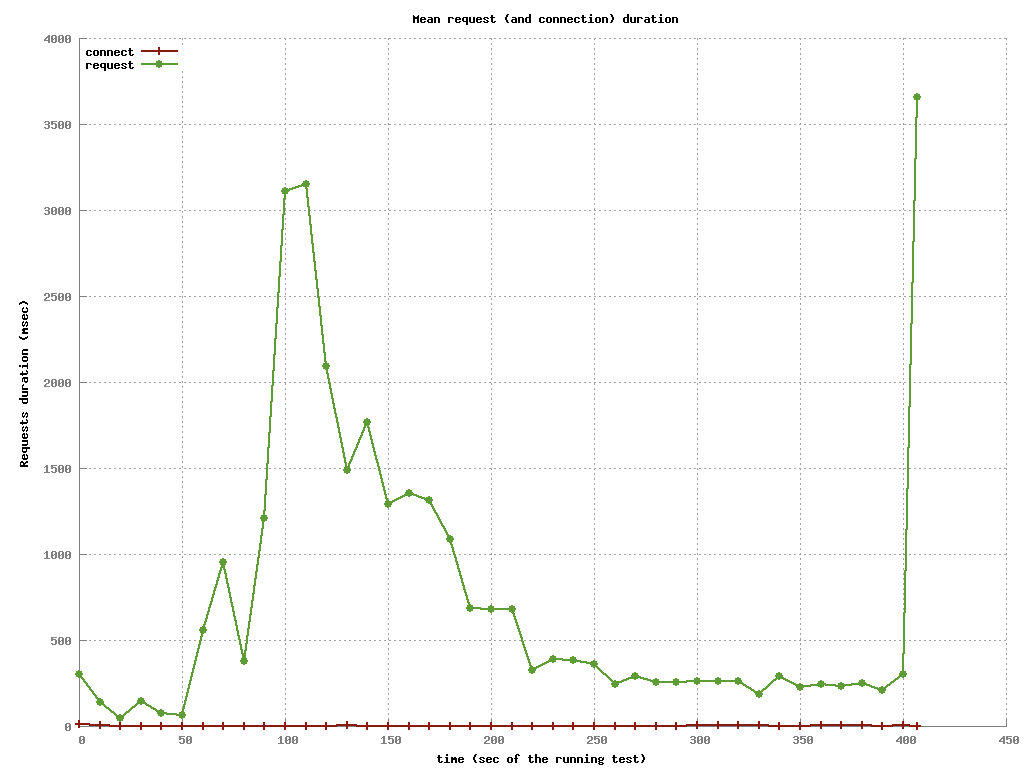 Mean request (and connection) duration
4000
connect
request
3500
3000
2500
Requests duration (msec)
2000
1500
1000
500
0
0 50 100 150 200 250 300 350 400 450
time (sec of the running test)